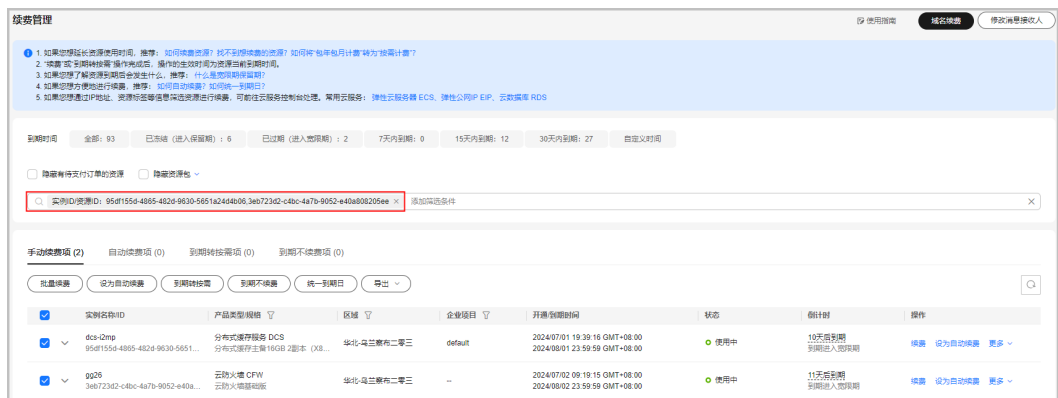 续费管理
使用指南
域名续费
修改消息接收人
1. 如果您想延长资源使用时间，推荐： 如何续费资源？找不到想续费的资源？如何将“包年包月计费”转为“按需计费”？
2. “续费”或“到期转按需”操作完成后，操作的生效时间为资源当前到期时间。
3. 如果您想了解资源到期后会发生什么，推荐： 什么是宽限期保留期？
4. 如果您想方便地进行续费，推荐： 如何自动续费？如何统一到期日？
5. 如果您想通过IP地址、资源标签等信息筛选资源进行续费，可前往云服务控制台处理。常用云服务： 弹性云服务器 ECS、弹性公网IP EIP、云数据库 RDS
到期时间 全部：93 已冻结（进入保留期）：6 已过期（进入宽限期）：2 7天内到期：0 15天内到期：12 30天内到期：27 自定义时间
隐藏有待支付订单的资源 隐藏资源包
实例ID/资源ID：95df155d-4865-482d-9630-5651a24d4b06,3eb723d2-c4bc-4a7b-9052-e40a808205ee × 添加筛选条件 ×
手动续费项 (2) 自动续费项 (0) 到期转按需项 (0) 到期不续费项 (0)
批量续费 设为自动续费 到期转按需 到期不续费 统一到期日 导出
实例名称/ID 产品类型/规格 区域 企业项目 开通/到期时间 状态 倒计时 操作
dcs-i2mp 分布式缓存服务 DCS 华北-乌兰察布二零三 default 2024/07/01 19:39:16 GMT+08:00 使用中 10天后到期 续费 设为自动续费 更多
95df155d-4865-482d-9630-5651... 分布式缓存主备16GB 2副本（X8... 2024/08/01 23:59:59 GMT+08:00 到期进入宽限期
gg26 云防火墙 CFW 华北-乌兰察布二零三 -- 2024/07/02 09:19:15 GMT+08:00 使用中 11天后到期 续费 设为自动续费 更多
3eb723d2-c4bc-4a7b-9052-e40a... 云防火墙基础版 2024/08/02 23:59:59 GMT+08:00 到期进入宽限期